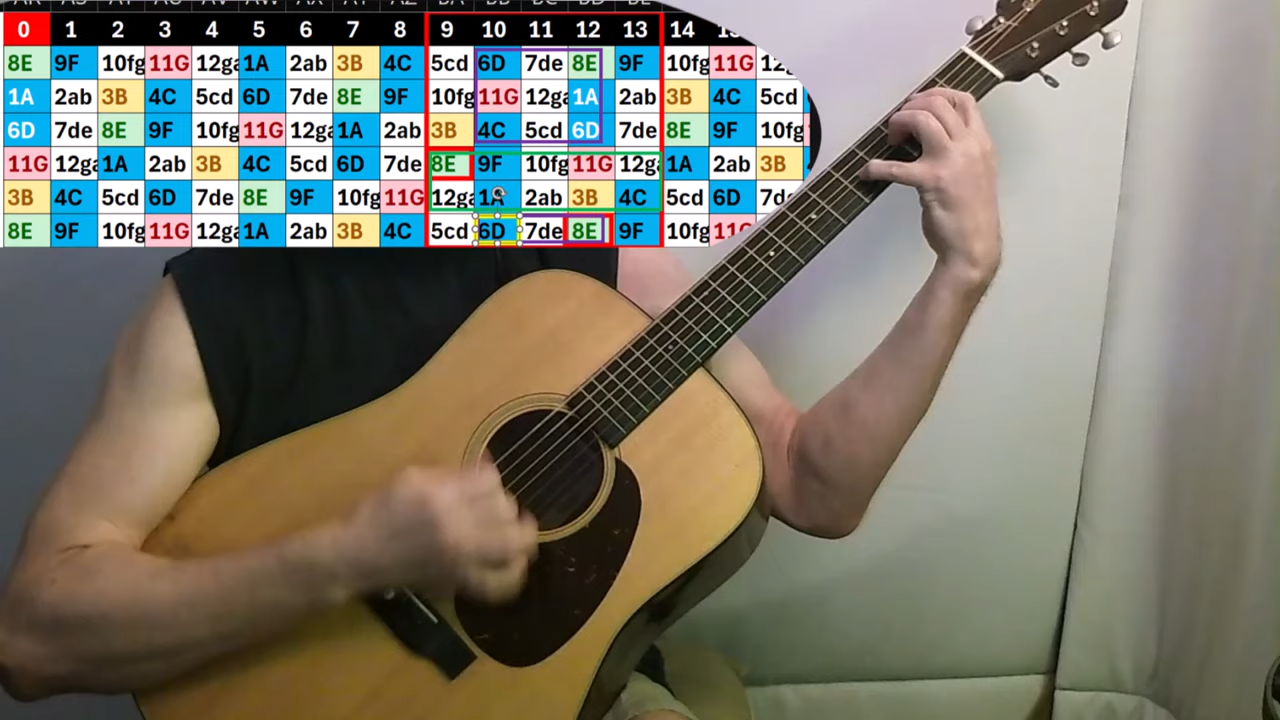 0 1 2 3 4 5 6 7 8 9 10 11 12 13 14
8E 9F 10fg 11G 12ga 1A 2ab 3B 4C 5cd 6D 7de 8E 9F 10fg 11G
1A 2ab 3B 4C 5cd 6D 7de 8E 9F 10fg 11G 12ga 1A 2ab 3B 4C 5cd
6D 7de 8E 9F 10fg 11G 12ga 1A 2ab 3B 4C 5cd 6D 7de 8E 9F 10fg
11G 12ga 1A 2ab 3B 4C 5cd 6D 7de 8E 9F 10fg 11G 12ga 1A 2ab 3B
3B 4C 5cd 6D 7de 8E 9F 10fg 11G 12ga 1A 2ab 3B 4C 5cd 6D
8E 9F 10fg 11G 12ga 1A 2ab 3B 4C 5cd 6D 7de 8E 9F 10fg